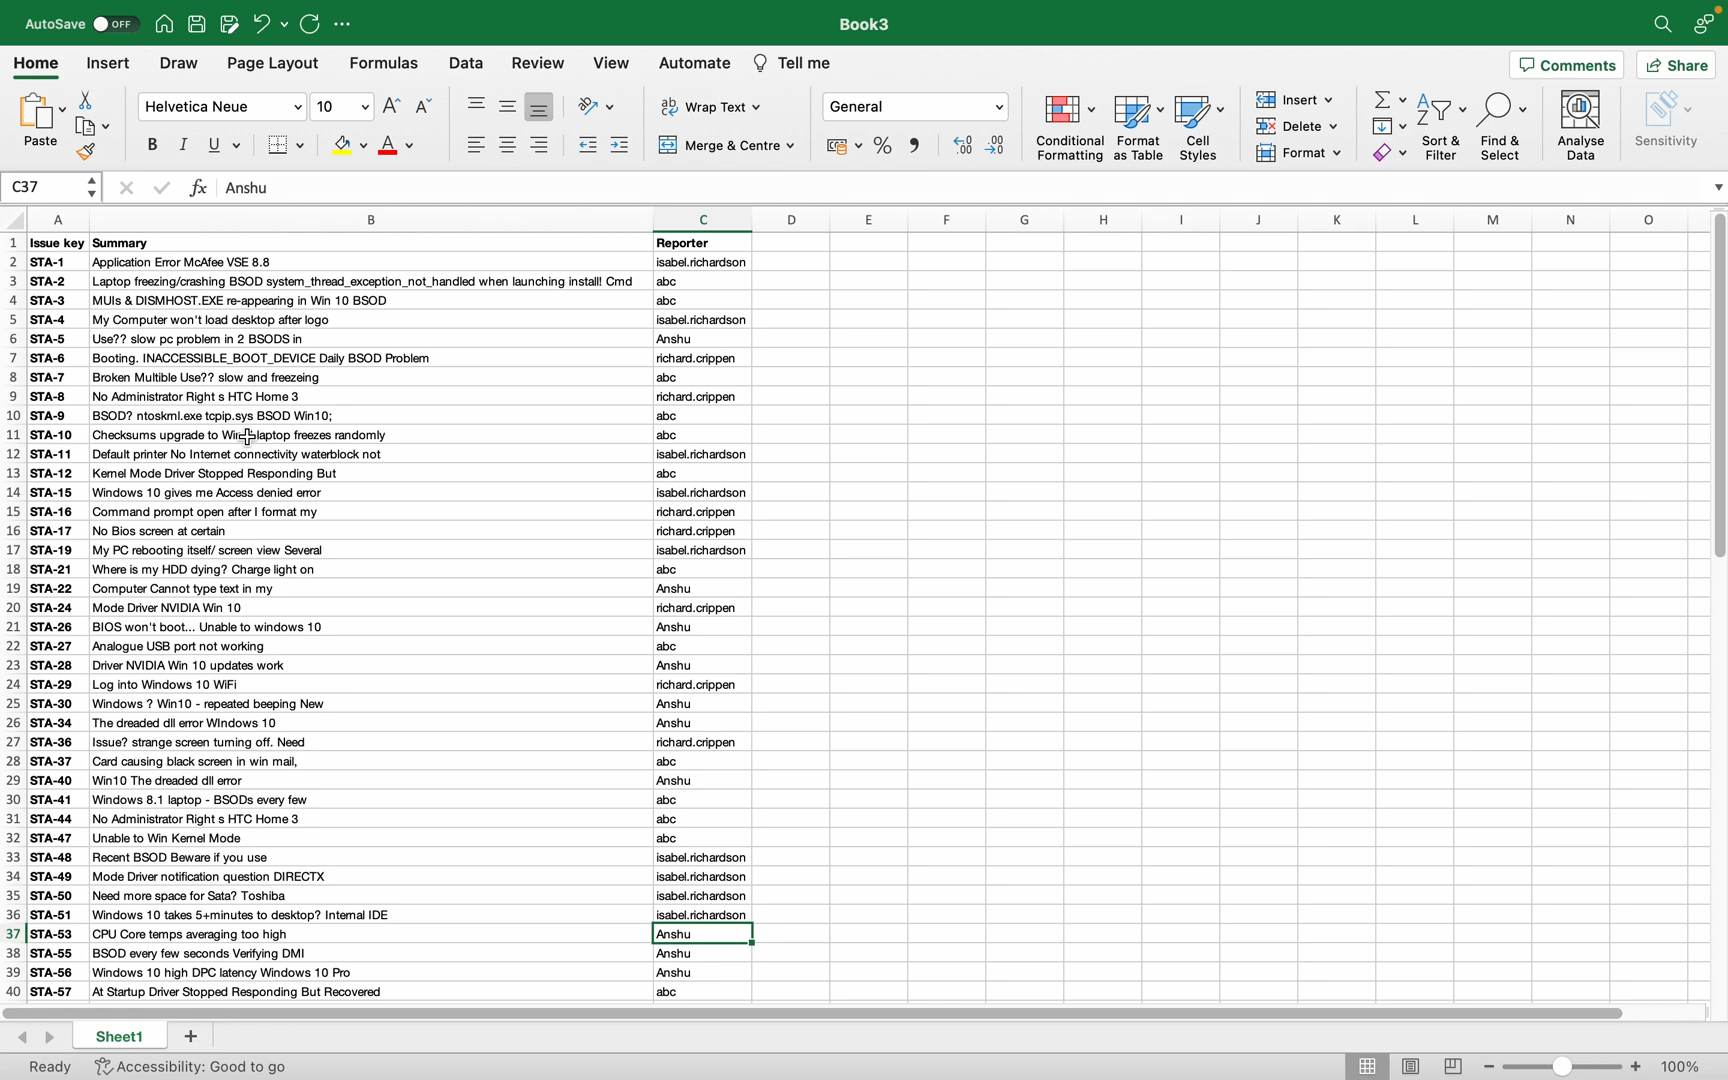 AutoSave OFF Book3
Home Insert Draw Page Layout Formulas Data Review View Automate Tell me Comments Share
Paste Helvetica Neue 10 Wrap Text General Conditional Formatting Format as Table Cell Styles Insert Sort & Filter Find & Select Analyse Data Sensitivity
B I U Merge & Centre % Delete
Format
C37 fx Anshu
A B C D E F G H I J K L M N O
1 Issue key Summary Reporter
2 STA-1 Application Error McAfee VSE 8.8 isabel.richardson
3 STA-2 Laptop freezing/crashing BSOD system_thread_exception_not_handled when launching install! Cmd abc
4 STA-3 MUIs & DISMHOST.EXE re-appearing in Win 10 BSOD abc
5 STA-4 My Computer won't load desktop after logo isabel.richardson
6 STA-5 Use?? slow pc problem in 2 BSODS in Anshu
7 STA-6 Booting. INACCESSIBLE_BOOT_DEVICE Daily BSOD Problem richard.crippen
8 STA-7 Broken Multible Use?? slow and freezeing abc
9 STA-8 No Administrator Right s HTC Home 3 richard.crippen
10 STA-9 BSOD? ntoskrnl.exe tcpip.sys BSOD Win10; abc
11 STA-10 Checksums upgrade to laptop freezes randomly abc
12 STA-11 Default printer No Internet connectivity waterblock not isabel.richardson
13 STA-12 Kernel Mode Driver Stopped Responding But abc
14 STA-15 Windows 10 gives me Access denied error isabel.richardson
15 STA-16 Command prompt open after I format my richard.crippen
16 STA-17 No Bios screen at certain richard.crippen
17 STA-19 My PC rebooting itself/ screen view Several isabel.richardson
18 STA-21 Where is my HDD dying? Charge light on abc
19 STA-22 Computer Cannot type text in my Anshu
20 STA-24 Mode Driver NVIDIA Win 10 richard.crippen
21 STA-26 BIOS won't boot... Unable to windows 10 Anshu
22 STA-27 Analogue USB port not working abc
23 STA-28 Driver NVIDIA Win 10 updates work Anshu
24 STA-29 Log into Windows 10 WiFi richard.crippen
25 STA-30 Windows ? Win10 - repeated beeping New Anshu
26 STA-34 The dreaded dll error WIndows 10 Anshu
27 STA-36 Issue? strange screen turning off. Need richard.crippen
28 STA-37 Card causing black screen in win mail, abc
29 STA-40 Win10 The dreaded dll error Anshu
30 STA-41 Windows 8.1 laptop - BSODs every few abc
31 STA-44 No Administrator Right s HTC Home 3 abc
32 STA-47 Unable to Win Kernel Mode abc
33 STA-48 Recent BSOD Beware if you use isabel.richardson
34 STA-49 Mode Driver notification question DIRECTX isabel.richardson
35 STA-50 Need more space for Sata? Toshiba isabel.richardson
36 STA-51 Windows 10 takes 5+minutes to desktop? Internal IDE isabel.richardson
37 STA-53 CPU Core temps averaging too high Anshu
38 STA-55 BSOD every few seconds Verifying DMI Anshu
39 STA-56 Windows 10 high DPC latency Windows 10 Pro Anshu
40 STA-57 At Startup Driver Stopped Responding But Recovered abc
Sheet1
Ready Accessibility: Good to go 100%